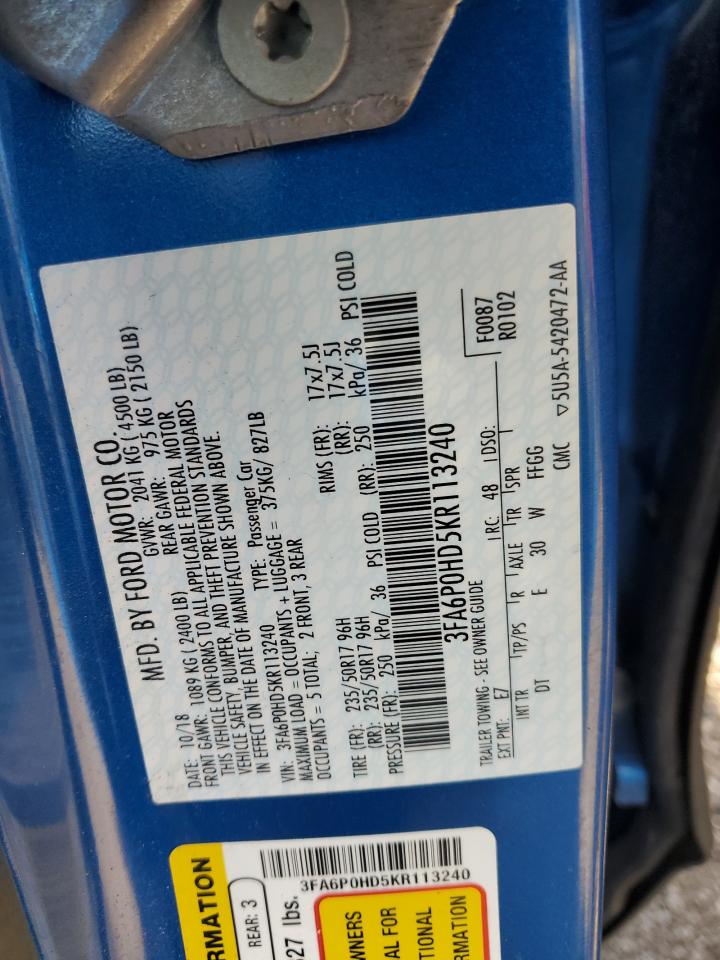 MFD. BY FORD MOTOR CO.
DATE: 10/18 GVWR: 2041 KG ( 4500 LB)
FRONT GAWR: 1089 KG ( 2400 LB) REAR GAWR: 975 KG ( 2150 LB)
THIS VEHICLE CONFORMS TO ALL APPLICABLE FEDERAL MOTOR
VEHICLE SAFETY, BUMPER, AND THEFT PREVENTION STANDARDS
IN EFFECT ON THE DATE OF MANUFACTURE SHOWN ABOVE.
VIN: 3FA6P0HD5KR113240 TYPE: Passenger Car
MAXIMUM LOAD = OCCUPANTS + LUGGAGE = 375KG/ 827LB
OCCUPANTS = 5 TOTAL; 2 FRONT, 3 REAR
TIRE (FR): 235/50R17 96H RIMS (FR): 17x7.5J
(RR): 235/50R17 96H (RR): 17x7.5J
PRESSURE (FR): 250 kPa/ 36 PSI COLD (RR): 250 kPa/ 36 PSI COLD
3FA6P0HD5KR113240
TRAILER TOWING - SEE OWNER GUIDE F0087
EXT PNT: E7 RC: 48 DSO: R0102
INT TR TP/PS R AXLE TR SPR
DT E 30 W FFGG
CMC ▽5U5A-5420472-AA
RMATION
REAR: 3
3FA6P0HD5KR113240
527 lbs.
WNERS
AL FOR
TIONAL
RMATION